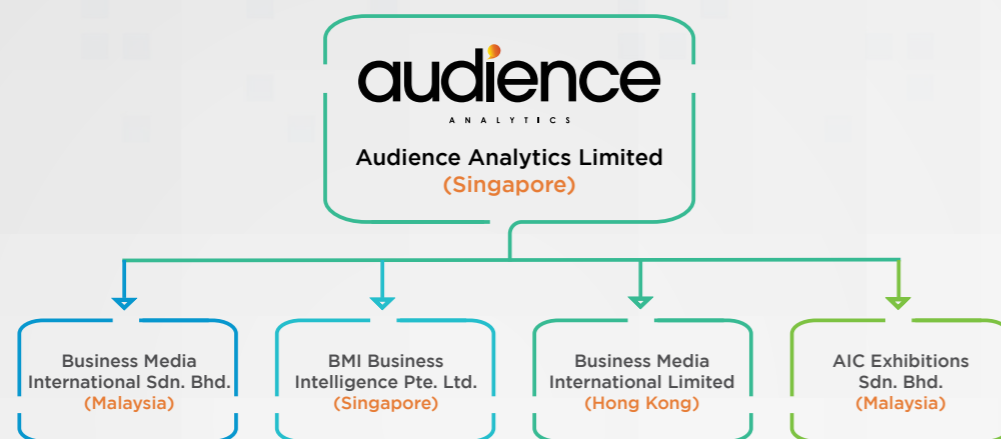 audience
ANALYTICS
Audience Analytics Limited
(Singapore)
Business Media
International Sdn. Bhd.
(Malaysia)
BMI Business
Intelligence Pte. Ltd.
(Singapore)
Business Media
International Limited
(Hong Kong)
AIC Exhibitions
Sdn. Bhd.
(Malaysia)